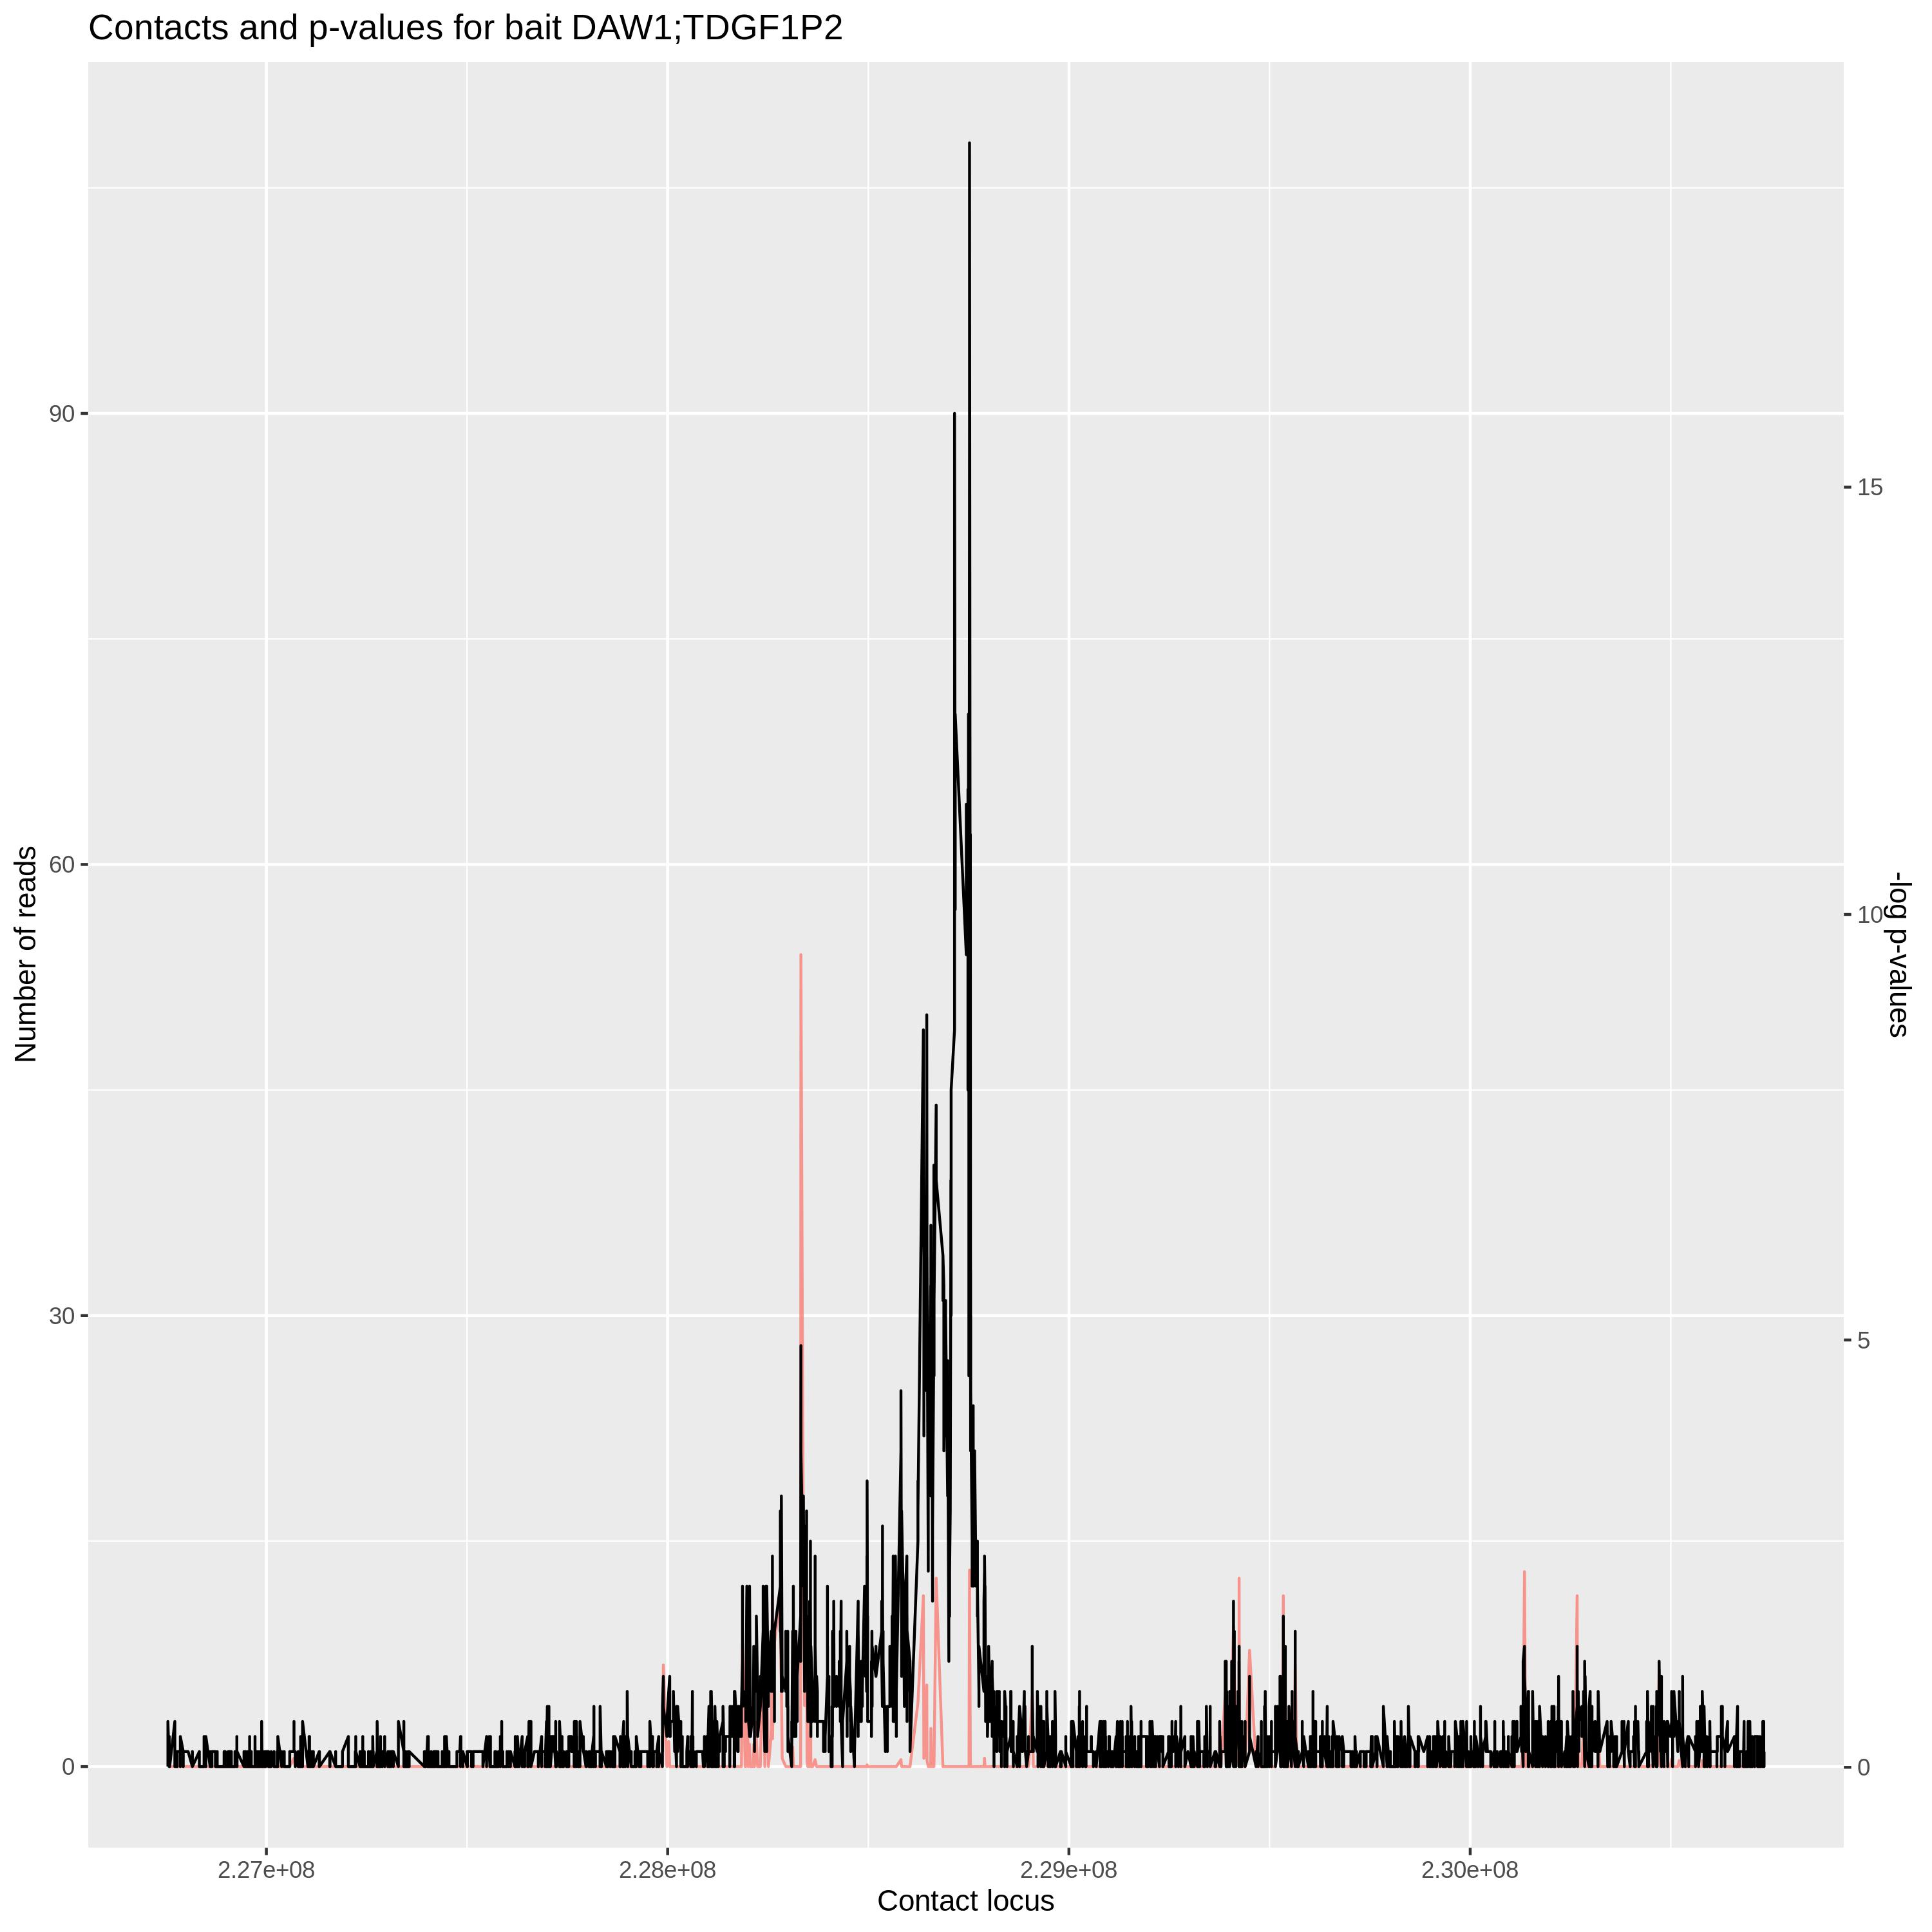 Contacts and p-values for bait DAW1;TDGF1P2
90
60
30
0
Number of reads
15
10
5
0
-log p-values
2.27e+08
2.28e+08
2.29e+08
2.30e+08
Contact locus